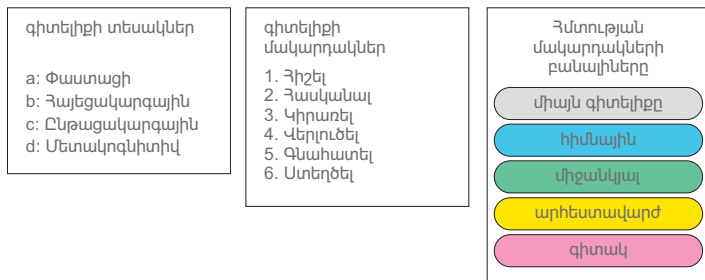 գիտելիքի տեսակներ
a: Փաստացի
b: Հայեցակարգային
c: Ընթացակարգային
d: Մետակոգնիտիվ
գիտելիքի
մակարդակներ
1. Հիշել
2. Հասկանալ
3. Կիրառել
4. Վերլուծել
5. Գնահատել
6. Ստեղծել
Հմտության
մակարդակների
բանալիները
միայն գիտելիքը
հիմնային
միջանկյալ
արհեստավարժ
գիտակ